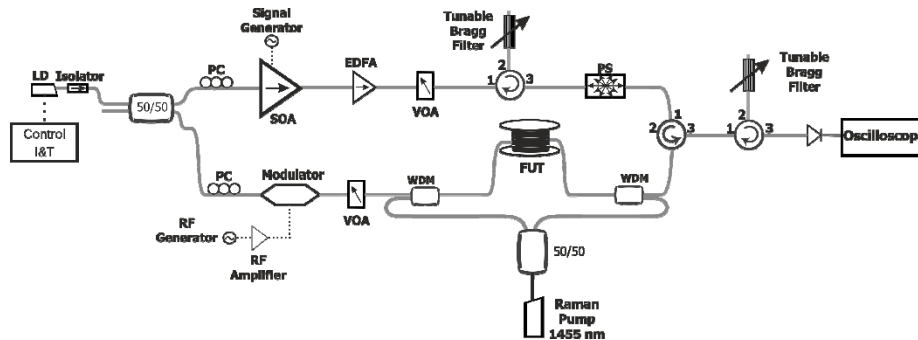 Signal
Generator
Tunable
Bragg
Filter
Tunable
Bragg
Filter
LD
Isolator
PC
EDFA
2
1
3
PS
2
1
3
50/50
SOA
VOA
1
2
3
Oscilloscop
Control
I&T
PC
Modulator
WDM
FUT
WDM
VOA
RF
Generator
RF
Amplifier
50/50
Raman
Pump
1455 nm